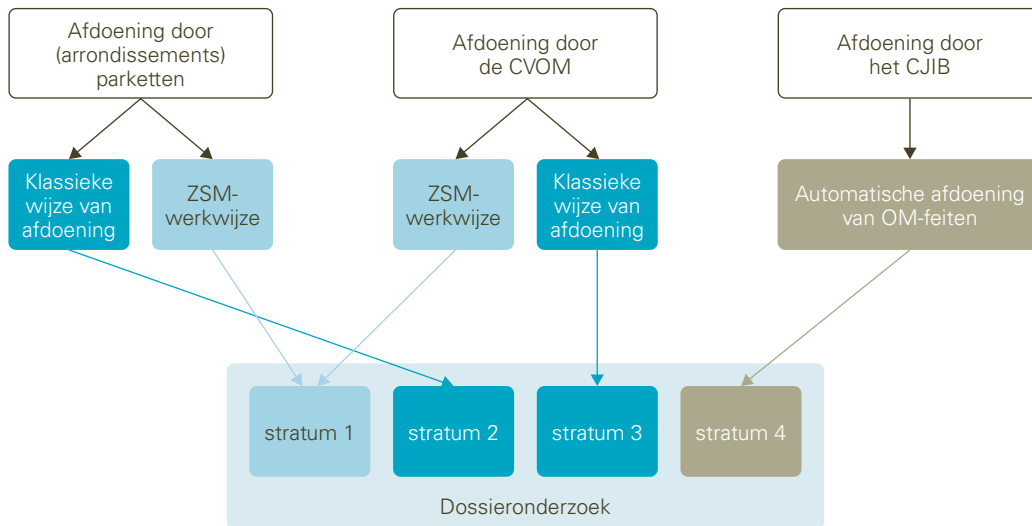 Afdoening door
(arrondissements)
parketten
Afdoening door
de CVOM
Afdoening door
het CJIB
Klassieke
wijze van
afdoening
ZSM-
werkwijze
ZSM-
werkwijze
Klassieke
wijze van
afdoening
Automatische afdoening
van OM-feiten
stratum 1
stratum 2
stratum 3
stratum 4
Dossieronderzoek